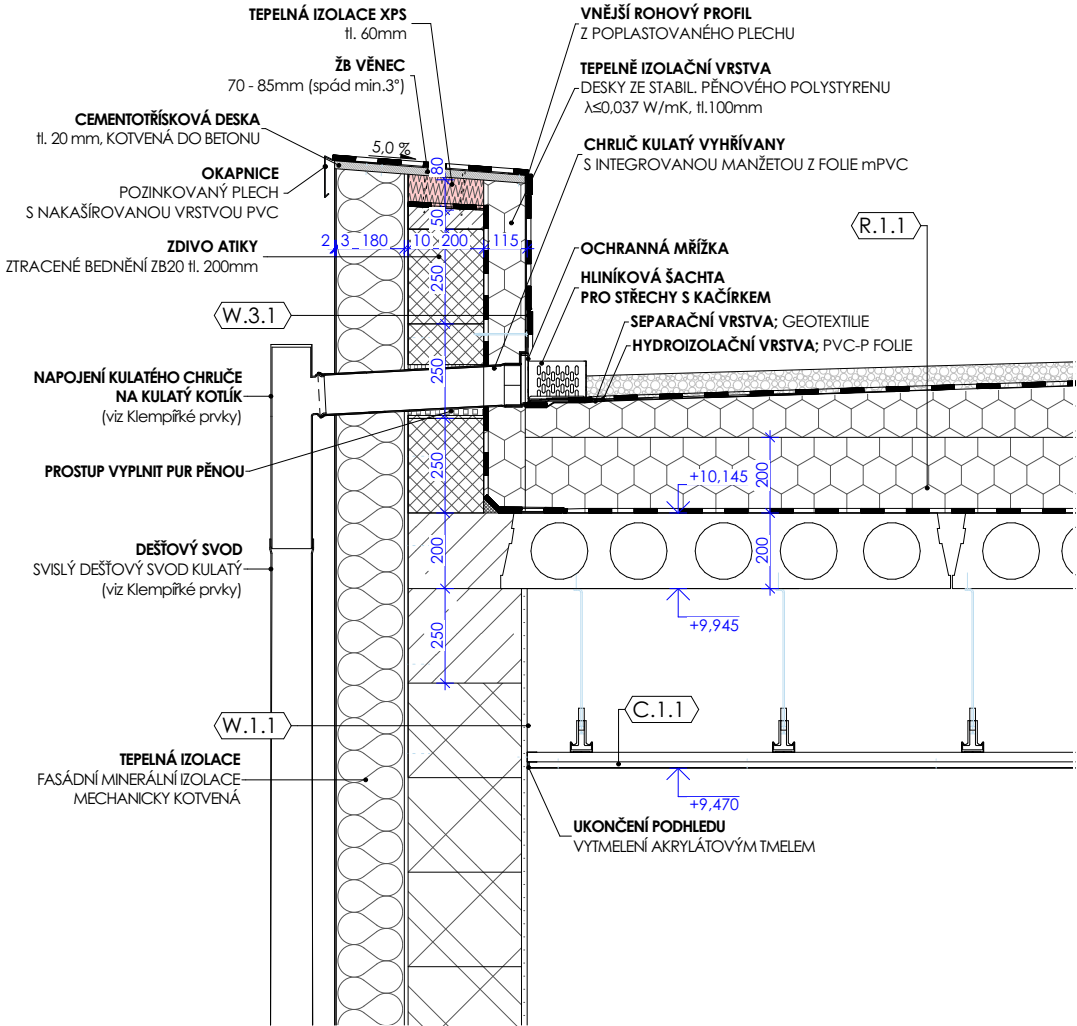 TEPELNÁ IZOLACE XPS
tl. 60mm
ŽB VĚNEC
70 - 85mm (spád min.3°)
CEMENTOTŘÍSKOVÁ DESKA
tl. 20 mm, KOTVENÁ DO BETONU
OKAPNICE
POZINKOVANÝ PLECH
S NAKAŠÍROVANOU VRSTVOU PVC
ZDIVO ATIKY
ZTRACENÉ BEDNĚNÍ ZB20 tl. 200mm
W.3.1
NAPOJENÍ KULATÉHO CHRLIČE
NA KULATÝ KOTLÍK
(viz Klempířké prvky)
PROSTUP VYPLNIT PUR PĚNOU
DEŠŤOVÝ SVOD
SVISLÝ DEŠŤOVÝ SVOD KULATÝ
(viz Klempířké prvky)
W.1.1
TEPELNÁ IZOLACE
FASÁDNÍ MINERÁLNÍ IZOLACE
MECHANICKY KOTVENÁ
5,0 %
80
50
2 3 180 10 200 115
250
250
250
200
250
VNĚJŠÍ ROHOVÝ PROFIL
Z POPLASTOVANÉHO PLECHU
TEPELNĚ IZOLAČNÍ VRSTVA
DESKY ZE STABIL. PĚNOVÉHO POLYSTYRENU
λ≤0,037 W/mK, tl.100mm
CHRLIČ KULATÝ VYHŘÍVANY
S INTEGROVANOU MANŽETOU Z FOLIE mPVC
R.1.1
OCHRANNÁ MŘÍŽKA
HLINÍKOVÁ ŠACHTA
PRO STŘECHY S KAČÍRKEM
SEPARAČNÍ VRSTVA; GEOTEXTILIE
HYDROIZOLAČNÍ VRSTVA; PVC-P FOLIE
+10,145
200
200
+9,945
C.1.1
+9,470
UKONČENÍ PODHLEDU
VYTMELENÍ AKRYLÁTOVÝM TMELEM